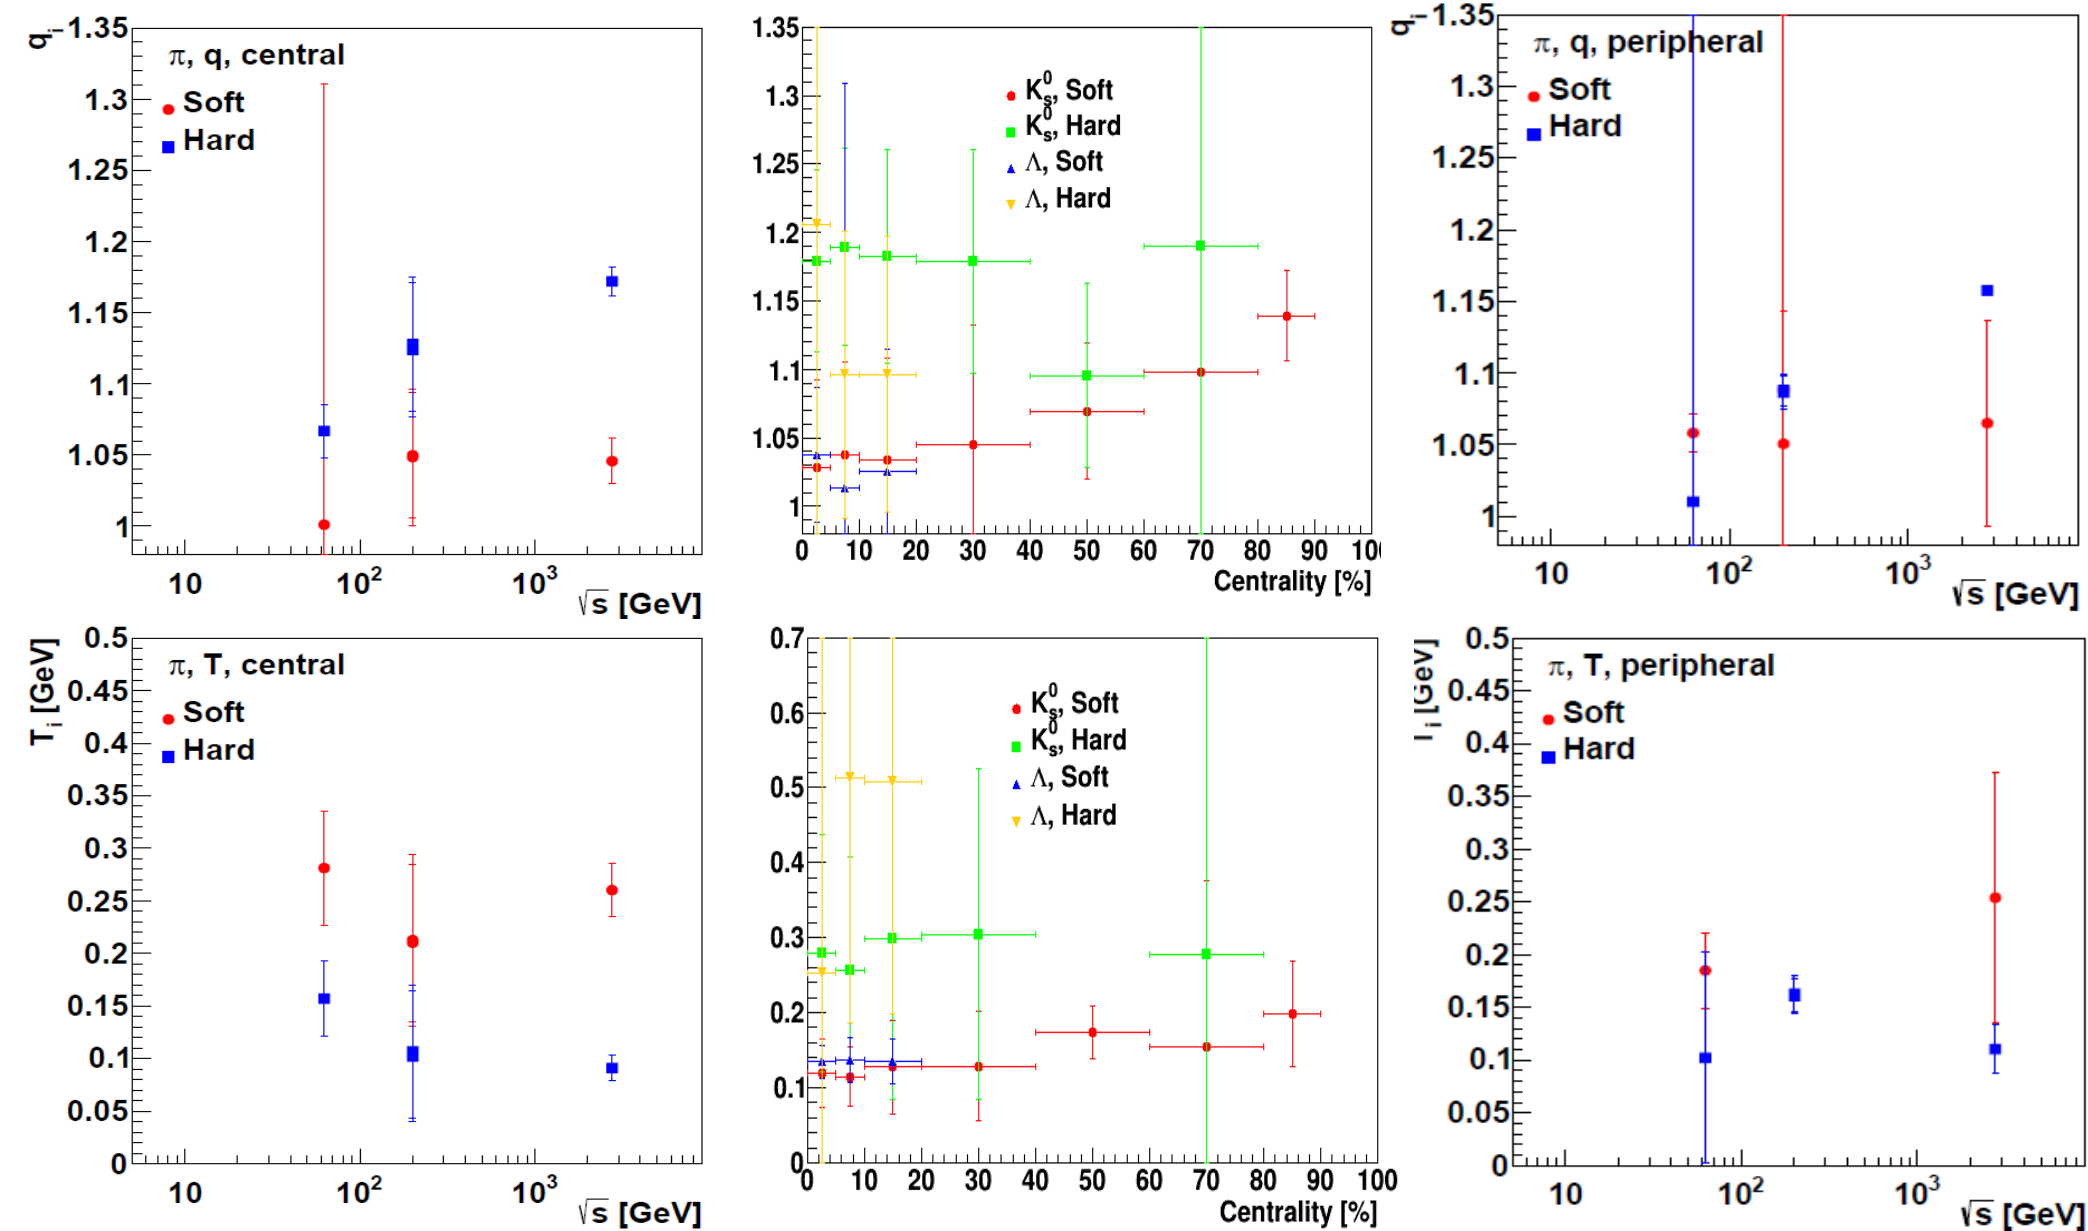 qᵢ
1.35
1.3
1.25
1.2
1.15
1.1
1.05
1
π, q, central
Soft
Hard
10
10²
10³
√s [GeV]
1.35
1.3
1.25
1.2
1.15
1.1
1.05
1
K⁰ₛ, Soft
K⁰ₛ, Hard
Λ, Soft
Λ, Hard
0 10 20 30 40 50 60 70 80 90 10
Centrality [%]
qᵢ
1.35
1.3
1.25
1.2
1.15
1.1
1.05
1
π, q, peripheral
Soft
Hard
10
10²
10³
√s [GeV]
Tᵢ [GeV]
0.5
0.45
0.4
0.35
0.3
0.25
0.2
0.15
0.1
0.05
0
π, T, central
Soft
Hard
10
10²
10³
√s [GeV]
0.7
0.6
0.5
0.4
0.3
0.2
0.1
0
K⁰ₛ, Soft
K⁰ₛ, Hard
Λ, Soft
Λ, Hard
0 10 20 30 40 50 60 70 80 90 100
Centrality [%]
Tᵢ [GeV]
0.5
0.45
0.4
0.35
0.3
0.25
0.2
0.15
0.1
0.05
0
π, T, peripheral
Soft
Hard
10
10²
10³
√s [GeV]